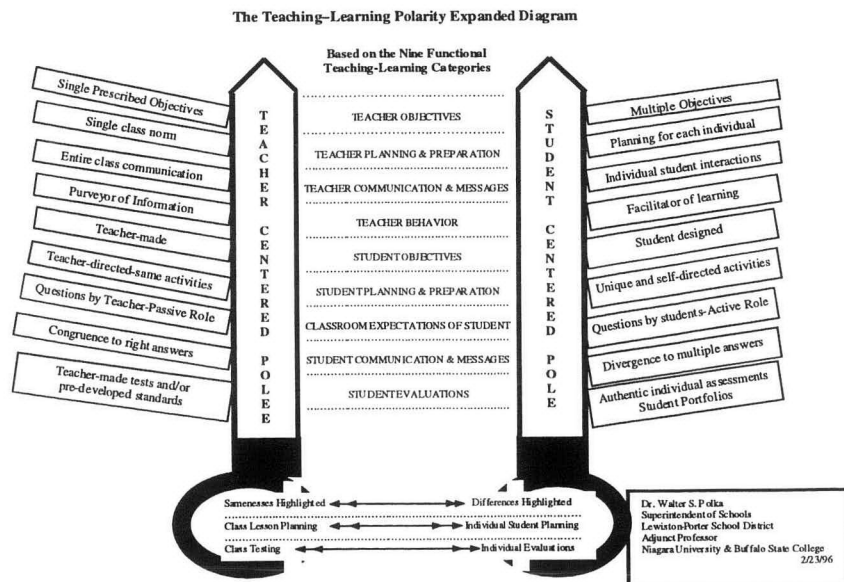 The Teaching–Learning Polarity Expanded Diagram
Based on the Nine Functional
Teaching-Learning Categories
Single Prescribed Objectives
Single class norm
Entire class communication
Purveyor of Information
Teacher-made
Teacher-directed-same activities
Questions by Teacher-Passive Role
Congruence to right answers
Teacher-made tests and/or
pre-developed standards
TEACHER CENTERED POLEE
TEACHER OBJECTIVES
TEACHER PLANNING & PREPARATION
TEACHER COMMUNICATION & MESSAGES
TEACHER BEHAVIOR
STUDENT OBJECTIVES
STUDENT PLANNING & PREPARATION
CLASSROOM EXPECTATIONS OF STUDENT
STUDENT COMMUNICATION & MESSAGES
STUDENT EVALUATIONS
STUDENT CENTERED POLE
Multiple Objectives
Planning for each individual
Individual student interactions
Facilitator of learning
Student designed
Unique and self-directed activities
Questions by students-Active Role
Divergence to multiple answers
Authentic individual assessments
Student Portfolios
Samenesses Highlighted Differences Highlighted
Class Lesson Planning Individual Student Planning
Class Testing Individual Evaluations
Dr. Walter S. Polka
Superintendent of Schools
Lewiston-Porter School District
Adjunct Professor
Niagara University & Buffalo State College
2/23/96